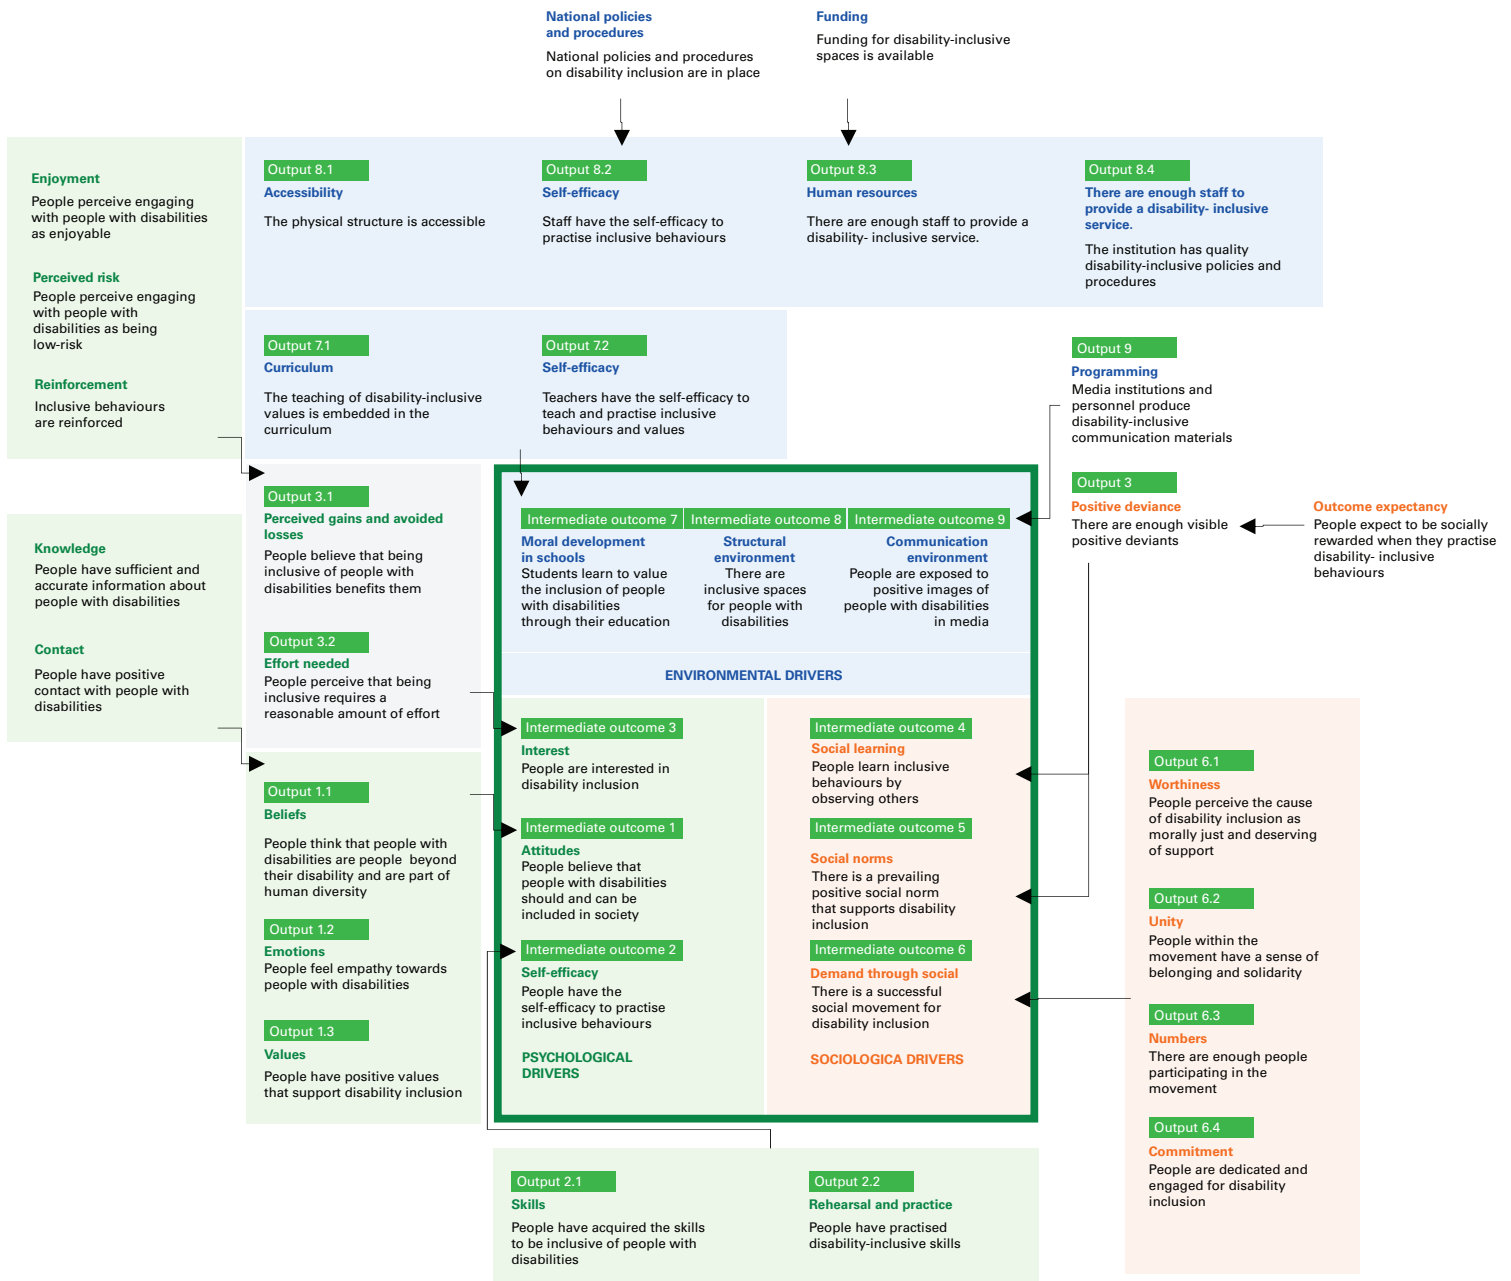 National policies
and procedures
National policies and procedures
on disability inclusion are in place
Funding
Funding for disability-inclusive
spaces is available
Enjoyment
People perceive engaging
with people with disabilities
as enjoyable
Perceived risk
People perceive engaging
with people with
disabilities as being
low-risk
Reinforcement
Inclusive behaviours
are reinforced
Output 8.1
Accessibility
The physical structure is accessible
Output 8.2
Self-efficacy
Staff have the self-efficacy to
practise inclusive behaviours
Output 8.3
Human resources
There are enough staff to provide a
disability- inclusive service.
Output 8.4
There are enough staff to
provide a disability- inclusive
service.
The institution has quality
disability-inclusive policies and
procedures
Output 7.1
Curriculum
The teaching of disability-inclusive
values is embedded in the
curriculum
Output 7.2
Self-efficacy
Teachers have the self-efficacy to
teach and practise inclusive
behaviours and values
Output 9
Programming
Media institutions and
personnel produce
disability-inclusive
communication materials
Output 3
Positive deviance
There are enough visible
positive deviants
Outcome expectancy
People expect to be socially
rewarded when they practise
disability- inclusive
behaviours
Knowledge
People have sufficient and
accurate information about
people with disabilities
Contact
People have positive
contact with people with
disabilities
Output 3.1
Perceived gains and avoided
losses
People believe that being
inclusive of people with
disabilities benefits them
Output 3.2
Effort needed
People perceive that being
inclusive requires a
reasonable amount of effort
Output 1.1
Beliefs
People think that people with
disabilities are people beyond
their disability and are part of
human diversity
Output 1.2
Emotions
People feel empathy towards
people with disabilities
Output 1.3
Values
People have positive values
that support disability inclusion
Intermediate outcome 7
Moral development
in schools
Students learn to value
the inclusion of people
with disabilities
through their education
Intermediate outcome 8
Structural
environment
There are
inclusive spaces
for people with
disabilities
Intermediate outcome 9
Communication
environment
People are exposed to
positive images of
people with disabilities
in media
ENVIRONMENTAL DRIVERS
Intermediate outcome 3
Interest
People are interested in
disability inclusion
Intermediate outcome 1
Attitudes
People believe that
people with disabilities
should and can be
included in society
Intermediate outcome 2
Self-efficacy
People have the
self-efficacy to practise
inclusive behaviours
PSYCHOLOGICAL
DRIVERS
Intermediate outcome 4
Social learning
People learn inclusive
behaviours by
observing others
Intermediate outcome 5
Social norms
There is a prevailing
positive social norm
that supports disability
inclusion
Intermediate outcome 6
Demand through social
There is a successful
social movement for
disability inclusion
SOCIOLOGICA DRIVERS
Output 6.1
Worthiness
People perceive the cause
of disability inclusion as
morally just and deserving
of support
Output 6.2
Unity
People within the
movement have a sense of
belonging and solidarity
Output 6.3
Numbers
There are enough people
participating in the
movement
Output 6.4
Commitment
People are dedicated and
engaged for disability
inclusion
Output 2.1
Skills
People have acquired the skills
to be inclusive of people with
disabilities
Output 2.2
Rehearsal and practice
People have practised
disability-inclusive skills